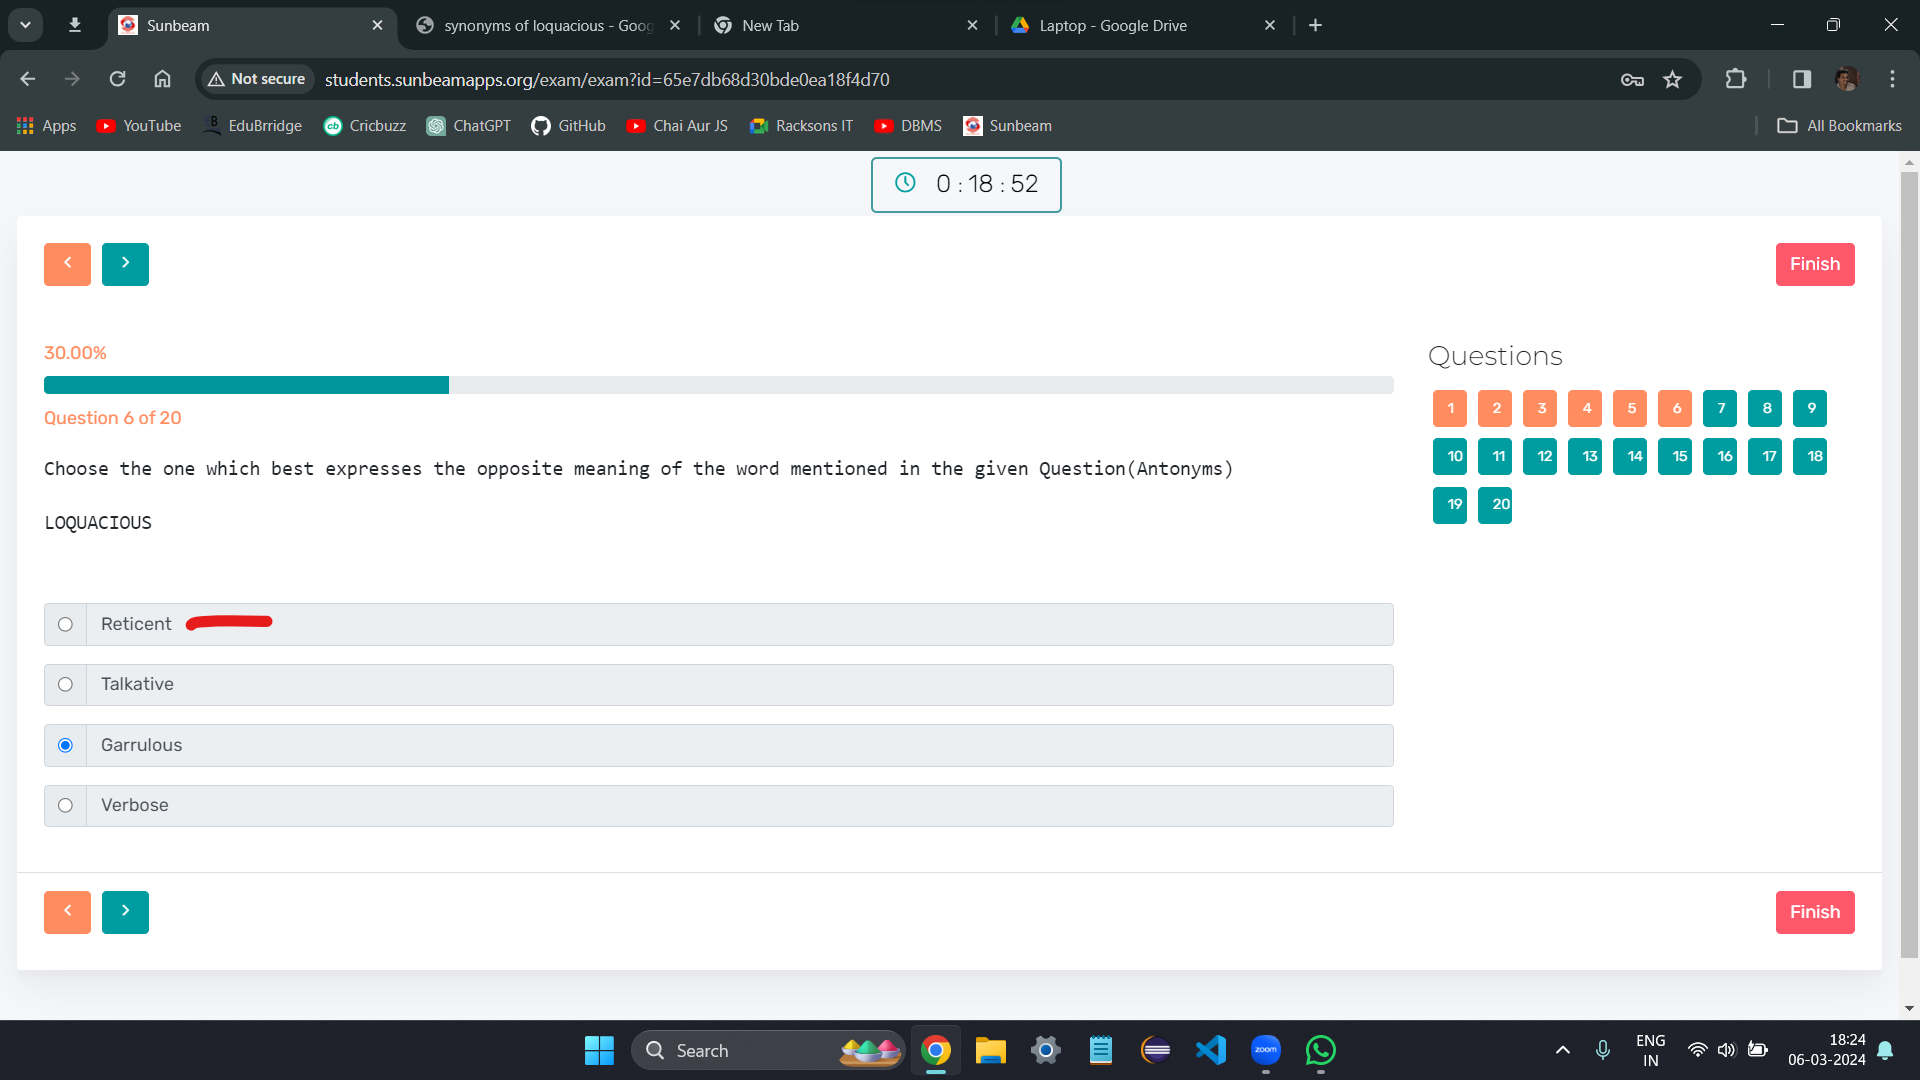 Sunbeam
synonyms of loquacious - Goog
New Tab
Laptop - Google Drive
Not secure
students.sunbeamapps.org/exam/exam?id=65e7db68d30bde0ea18f4d70
Apps
YouTube
EduBrridge
Cricbuzz
ChatGPT
GitHub
Chai Aur JS
Racksons IT
DBMS
Sunbeam
All Bookmarks
0 : 18 : 52
Finish
30.00%
Question 6 of 20
Questions
1 2 3 4 5 6 7 8 9
10 11 12 13 14 15 16 17 18
19 20
Choose the one which best expresses the opposite meaning of the word mentioned in the given Question(Antonyms)
LOQUACIOUS
Reticent
Talkative
Garrulous
Verbose
Finish
Search
zoom
ENG
IN
18:24
06-03-2024